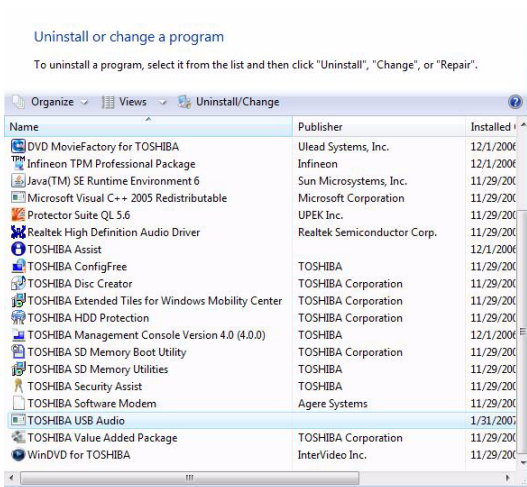 Uninstall or change a program
To uninstall a program, select it from the list and then click "Uninstall", "Change", or "Repair".
Organize Views Uninstall/Change
Name Publisher Installed
DVD MovieFactory for TOSHIBA Ulead Systems, Inc. 12/1/2006
TPM Infineon TPM Professional Package Infineon 12/1/2006
Java(TM) SE Runtime Environment 6 Sun Microsystems, Inc. 11/29/200
Microsoft Visual C++ 2005 Redistributable Microsoft Corporation 11/29/200
Protector Suite QL 5.6 UPEK Inc. 11/29/200
Realtek High Definition Audio Driver Realtek Semiconductor Corp. 11/29/200
TOSHIBA Assist 12/1/2006
TOSHIBA ConfigFree TOSHIBA 11/29/200
TOSHIBA Disc Creator TOSHIBA Corporation 11/29/200
TOSHIBA Extended Tiles for Windows Mobility Center TOSHIBA Corporation 11/29/200
TOSHIBA HDD Protection TOSHIBA Corporation 11/29/200
TOSHIBA Management Console Version 4.0 (4.0.0) TOSHIBA 12/1/2006
TOSHIBA SD Memory Boot Utility TOSHIBA Corporation 11/29/200
TOSHIBA SD Memory Utilities TOSHIBA 11/29/200
TOSHIBA Security Assist TOSHIBA 11/29/200
TOSHIBA Software Modem Agere Systems 11/29/200
TOSHIBA USB Audio 1/31/2007
TOSHIBA Value Added Package TOSHIBA Corporation 11/29/200
WinDVD for TOSHIBA InterVideo Inc. 11/29/200